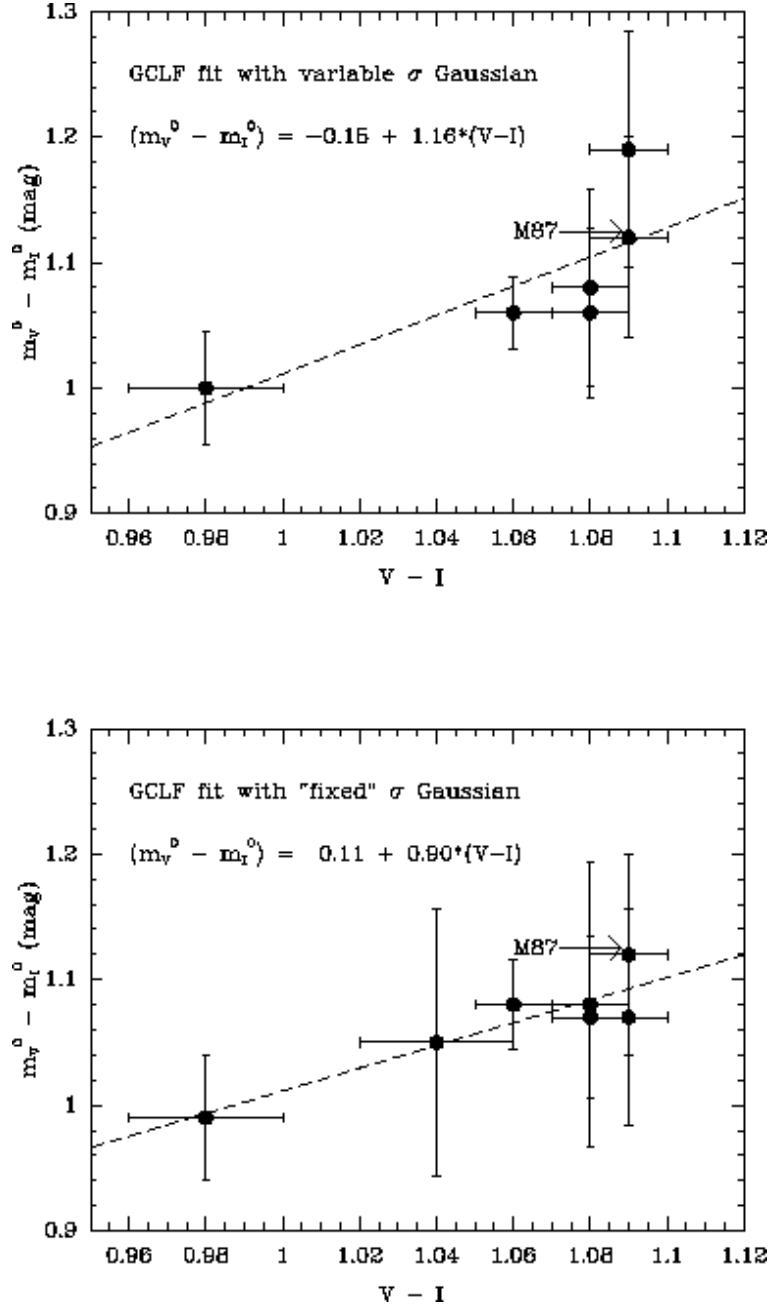 1.3
GCLF fit with variable σ Gaussian
(m_V^0 − m_I^0) = −0.15 + 1.16*(V−I)
1.2
M87
1.1
1
0.9
m_V^0 − m_I^0 (mag)
0.96 0.98 1 1.02 1.04 1.06 1.08 1.1 1.12
V − I
1.3
GCLF fit with "fixed" σ Gaussian
(m_V^0 − m_I^0) = 0.11 + 0.90*(V−I)
1.2
M87
1.1
1
0.9
m_V^0 − m_I^0 (mag)
0.96 0.98 1 1.02 1.04 1.06 1.08 1.1 1.12
V − I